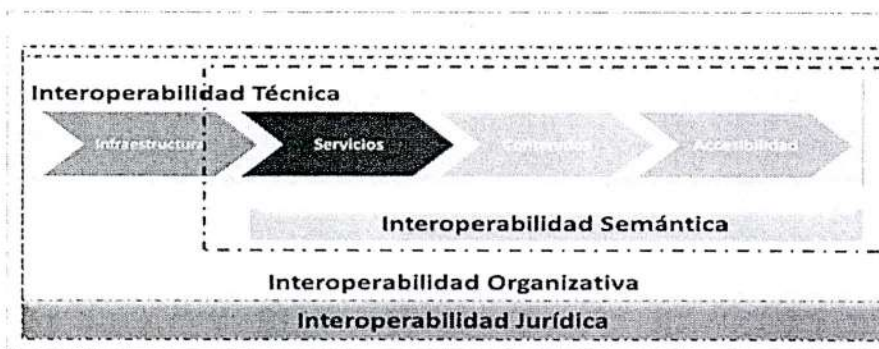 Interoperabilidad Técnica
Infraestructura
Servicios
Contenidos
Accesibilidad
Interoperabilidad Semántica
Interoperabilidad Organizativa
Interoperabilidad Jurídica